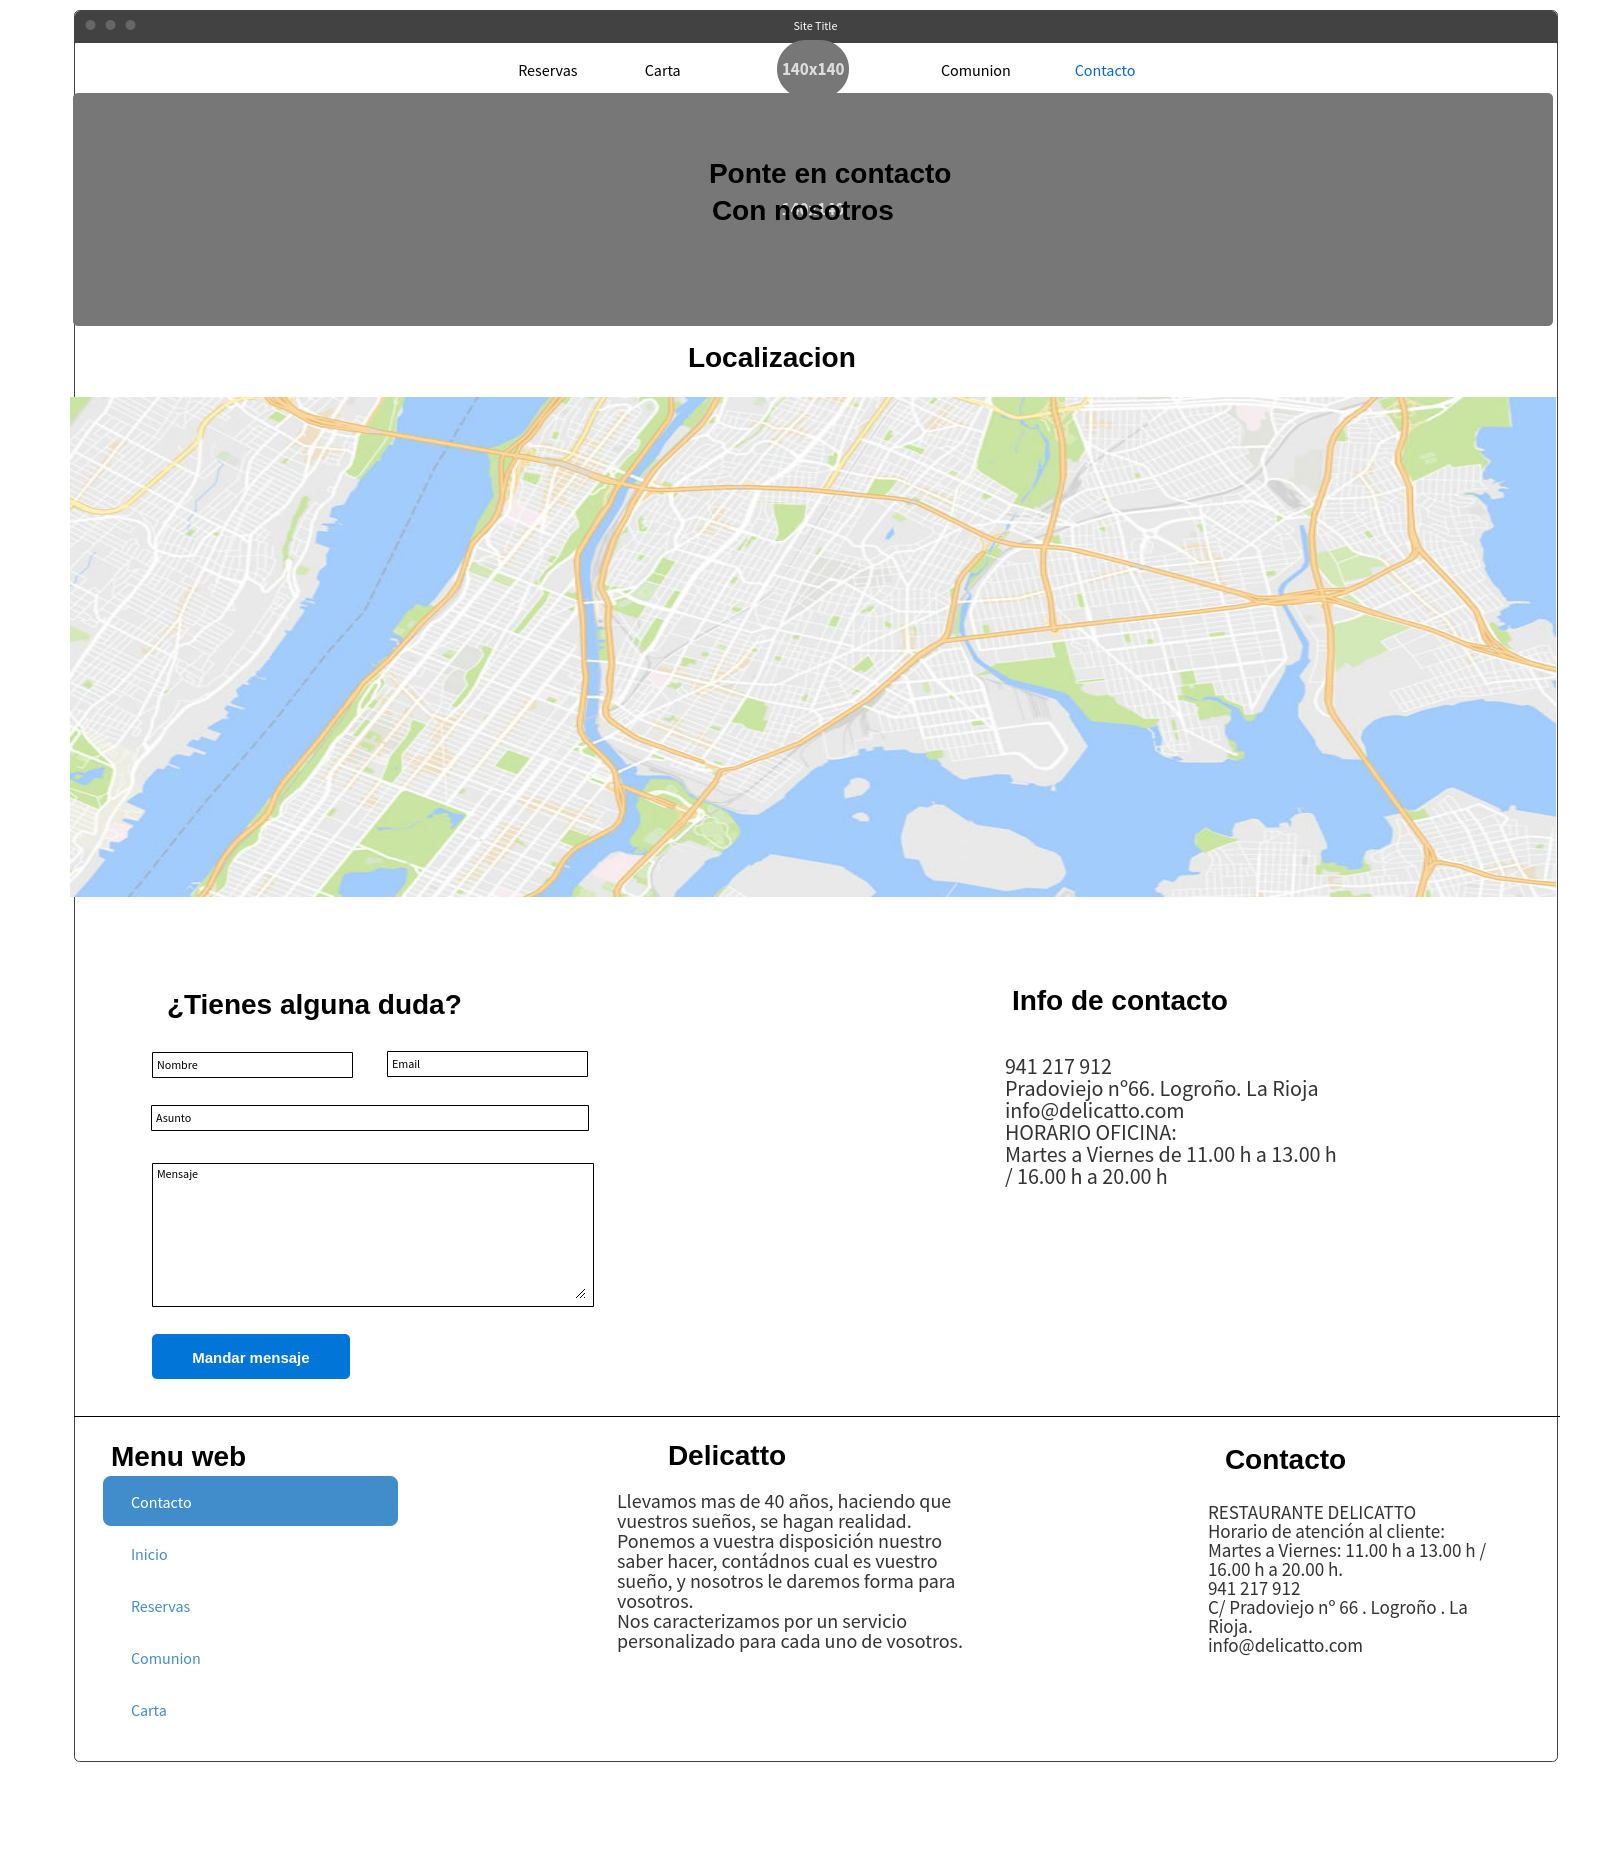 Site Title
Reservas
Carta
140x140
Comunion
Contacto
Ponte en contacto
Con nosotros
Localizacion
¿Tienes alguna duda?
Nombre
Email
Asunto
Mensaje
Mandar mensaje
Info de contacto
941 217 912
Pradoviejo nº66. Logroño. La Rioja
info@delicatto.com
HORARIO OFICINA:
Martes a Viernes de 11.00 h a 13.00 h
/ 16.00 h a 20.00 h
Menu web
Contacto
Inicio
Reservas
Comunion
Carta
Delicatto
Llevamos mas de 40 años, haciendo que
vuestros sueños, se hagan realidad.
Ponemos a vuestra disposición nuestro
saber hacer, contádnos cual es vuestro
sueño, y nosotros le daremos forma para
vosotros.
Nos caracterizamos por un servicio
personalizado para cada uno de vosotros.
Contacto
RESTAURANTE DELICATTO
Horario de atención al cliente:
Martes a Viernes: 11.00 h a 13.00 h /
16.00 h a 20.00 h.
941 217 912
C/ Pradoviejo nº 66 . Logroño . La
Rioja.
info@delicatto.com